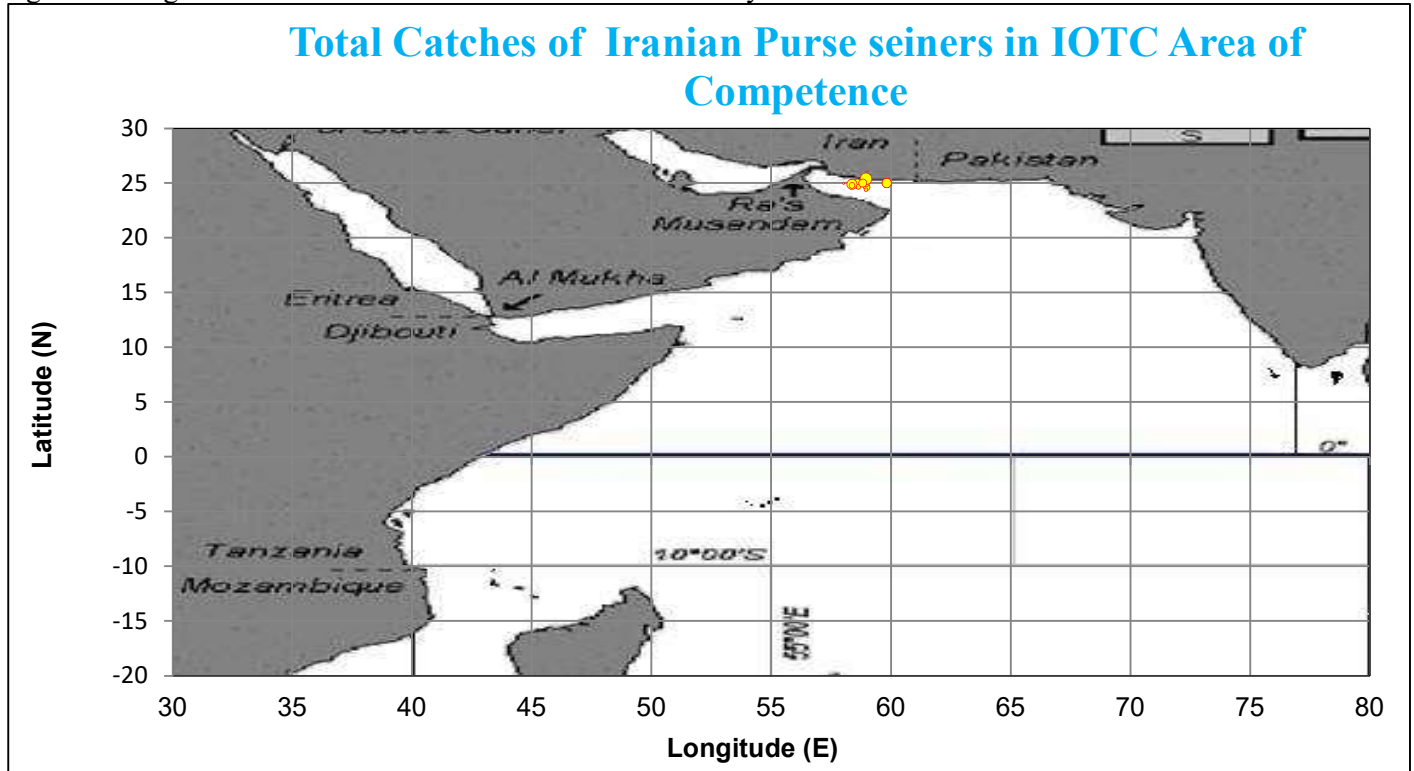 Total Catches of Iranian Purse seiners in IOTC Area of
Competence
Latitude (N)
30
25
20
15
10
5
0
-5
-10
-15
-20
Iran
Pakistan
S
Ra's
Musandam
Al Mukha
Eritrea
Djibouti
0°
Tanzania
Mozambique
10°00'S
55°00'E
30 35 40 45 50 55 60 65 70 75 80
Longitude (E)